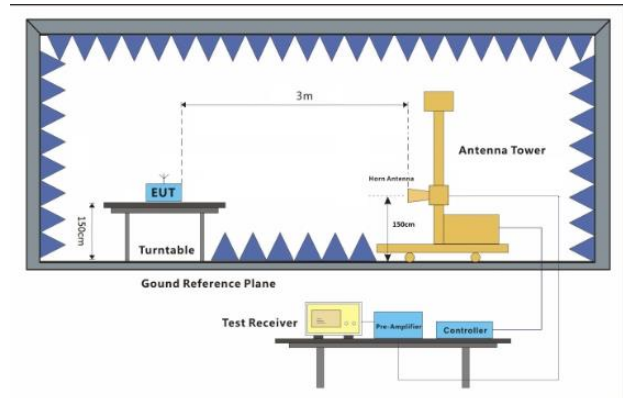 3m
Antenna Tower
Horn Antenna
EUT
150cm
150cm
Turntable
Gound Reference Plane
Test Receiver
Pre-Amplifier
Controller